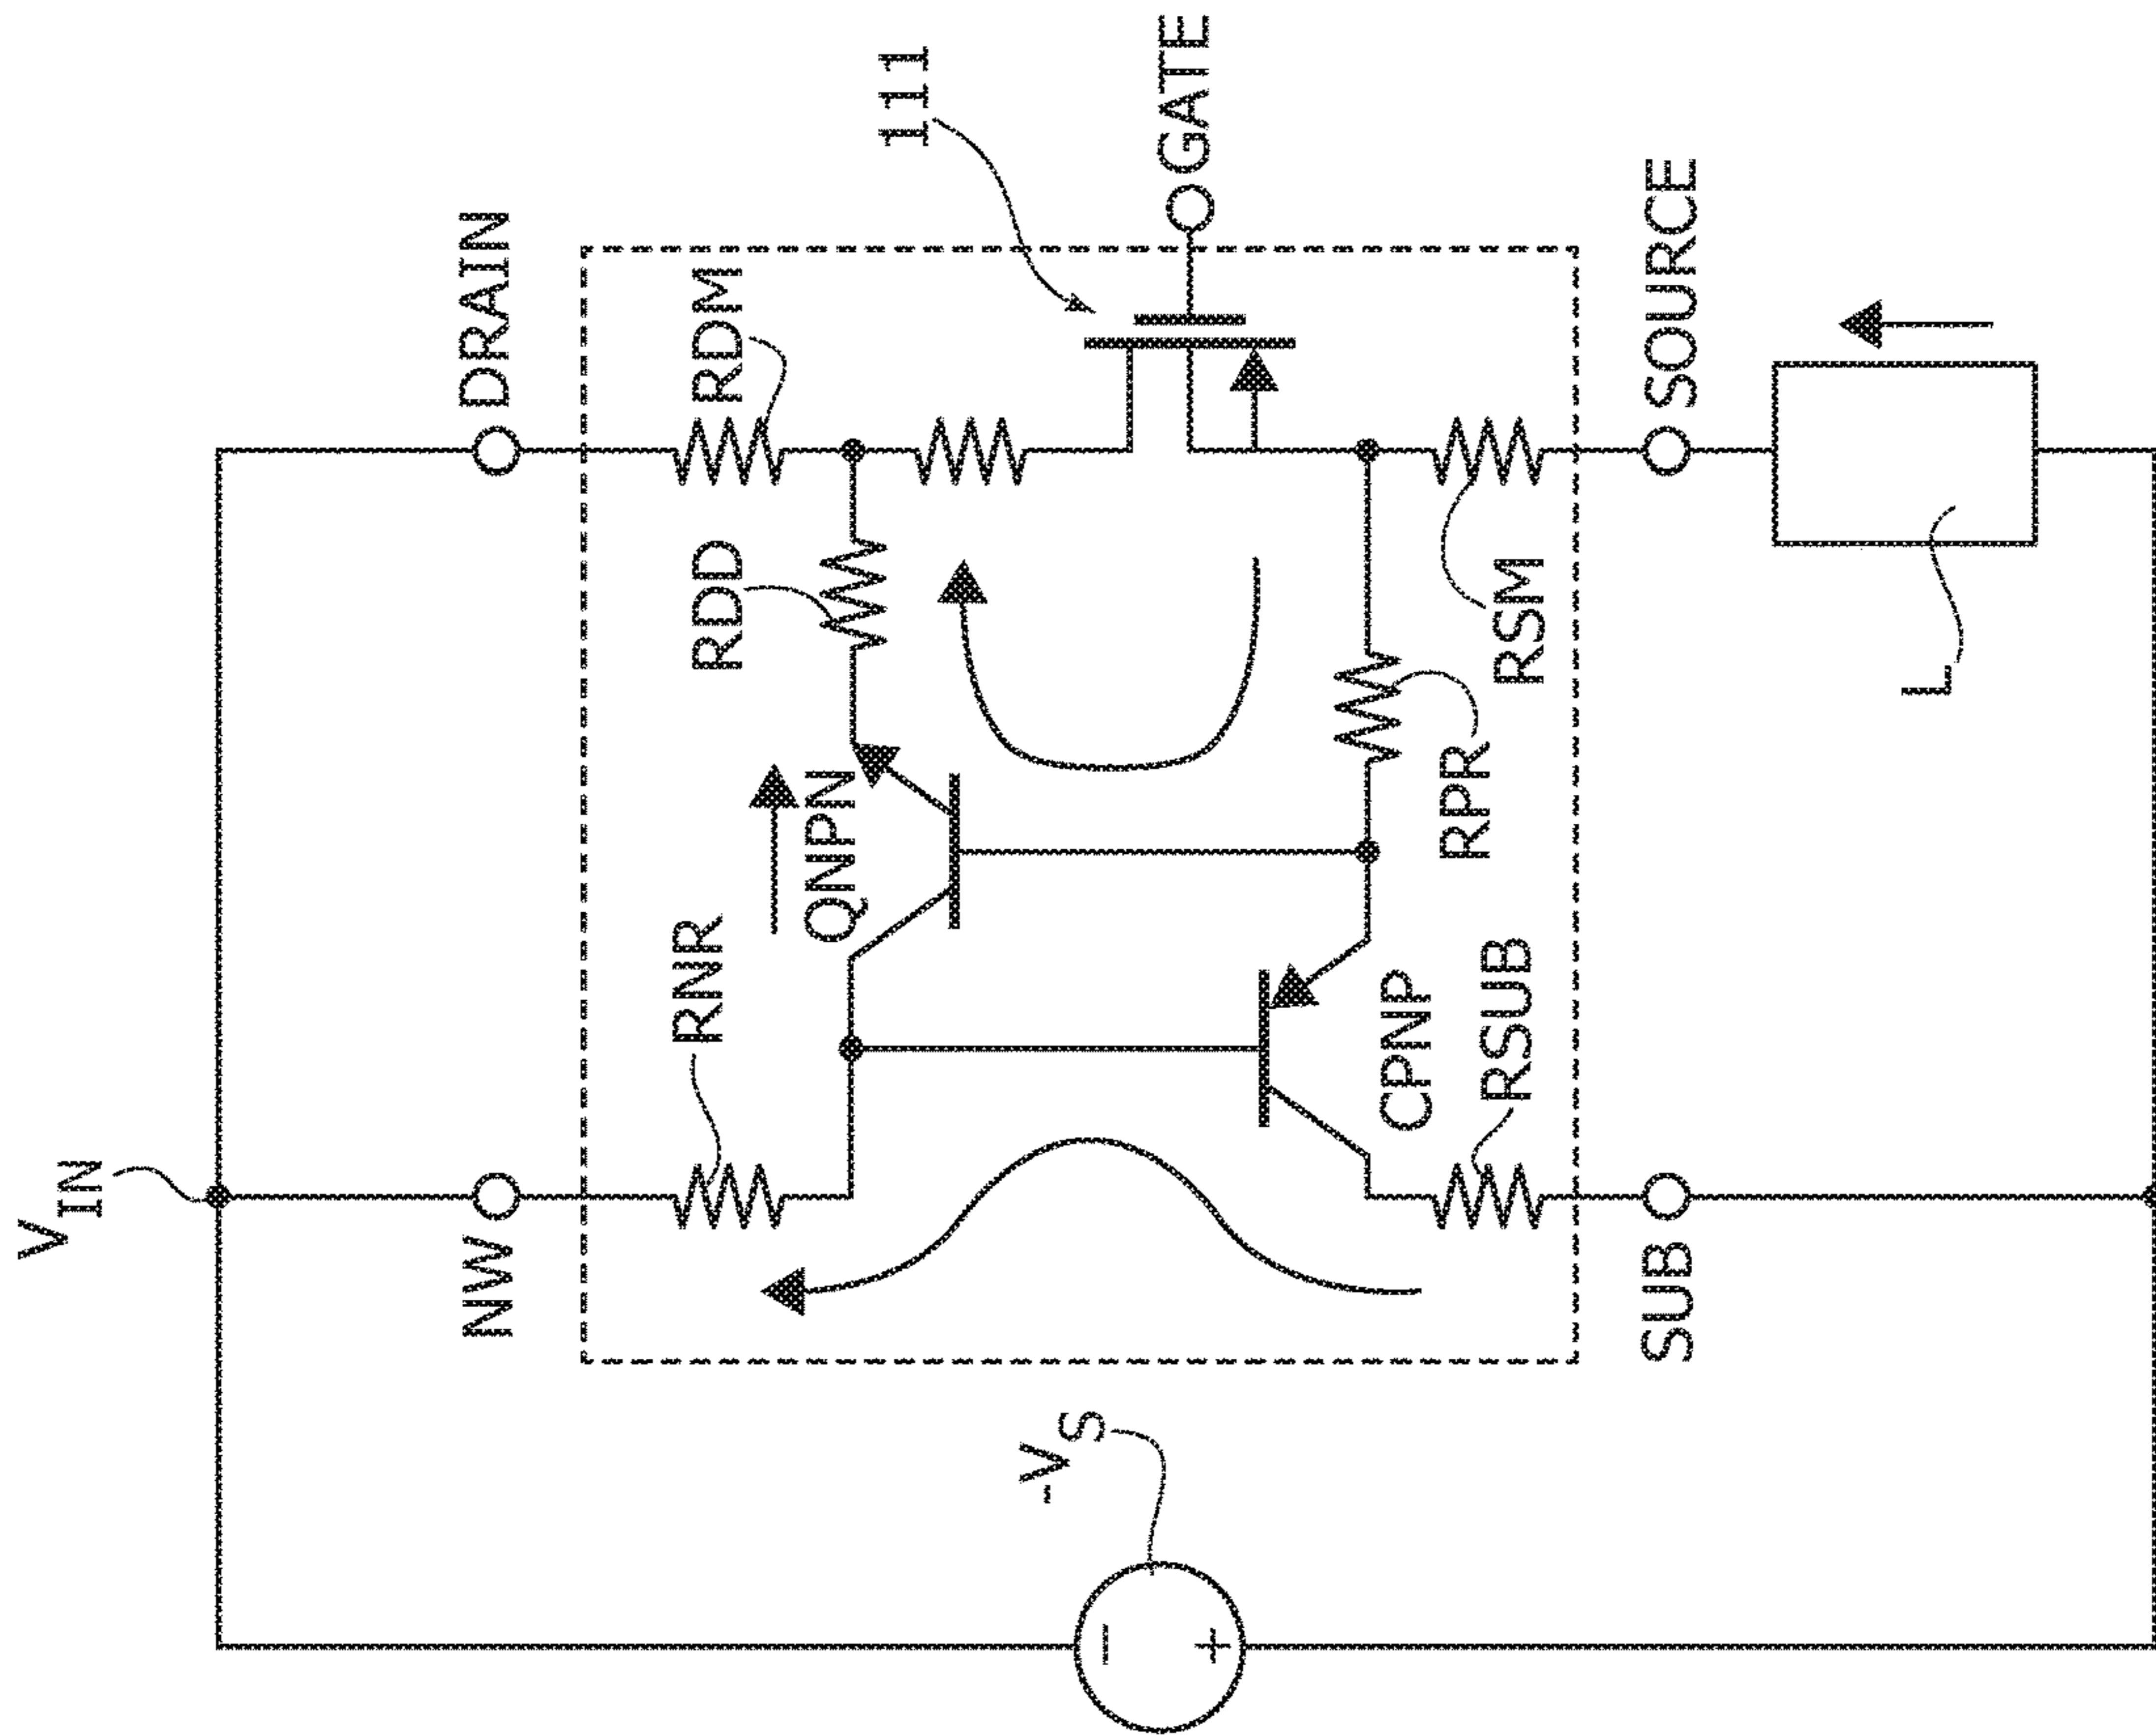 V_IN
NW
DRAIN
RNR
RDD
RDM
111
QNPN
GATE
-V_S
CPNP
RPR
RSUB
RSM
SUB
SOURCE
L
−
+